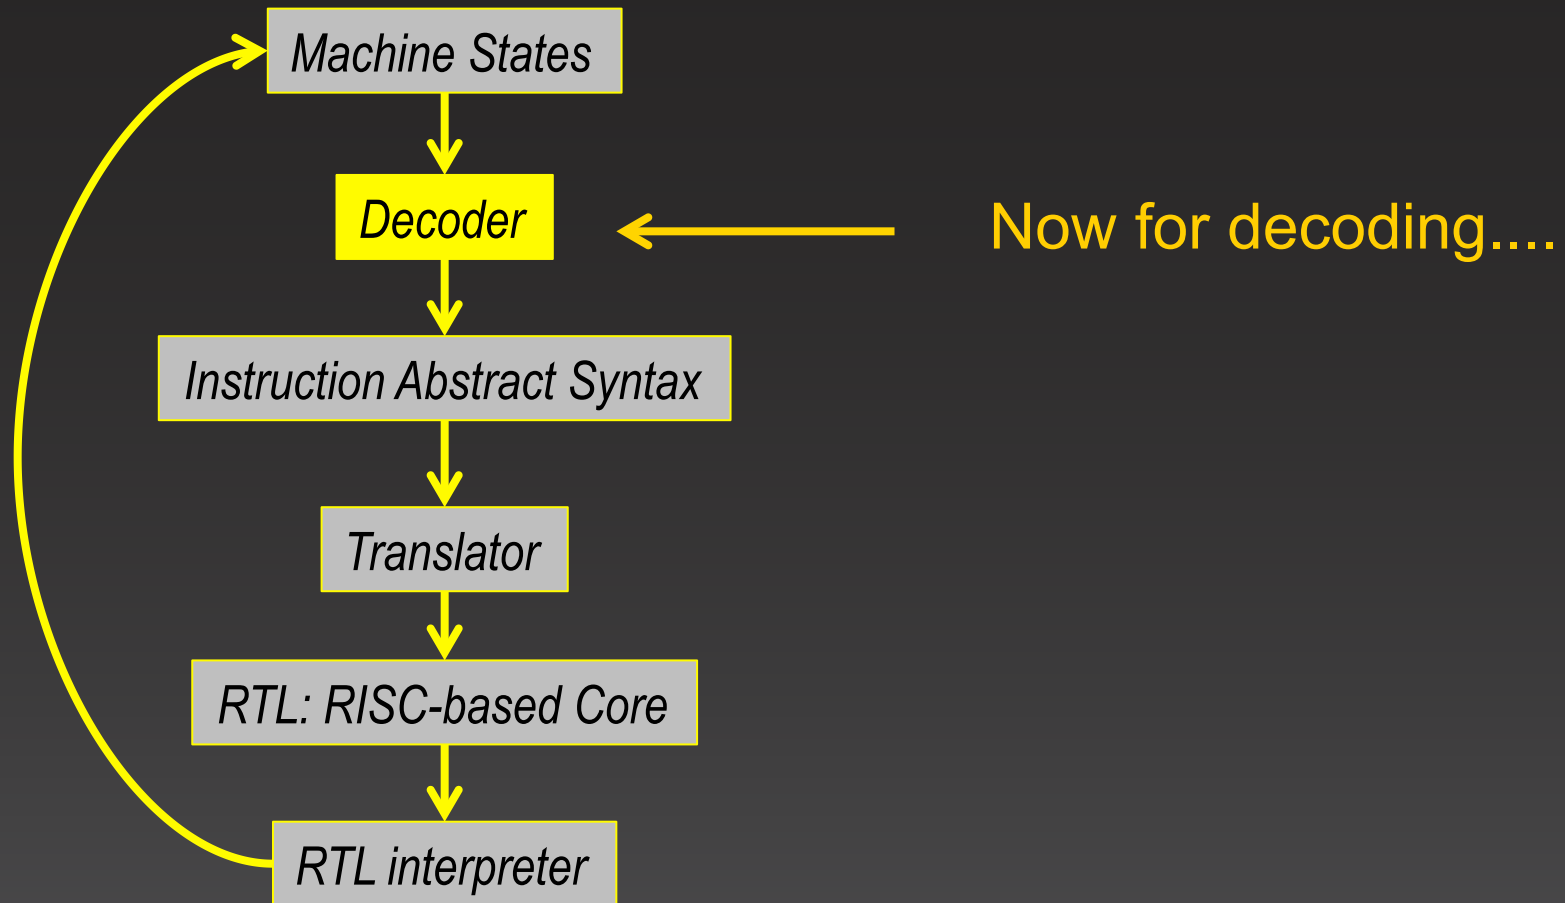 Machine States
Decoder
Now for decoding....
Instruction Abstract Syntax
Translator
RTL: RISC-based Core
RTL interpreter